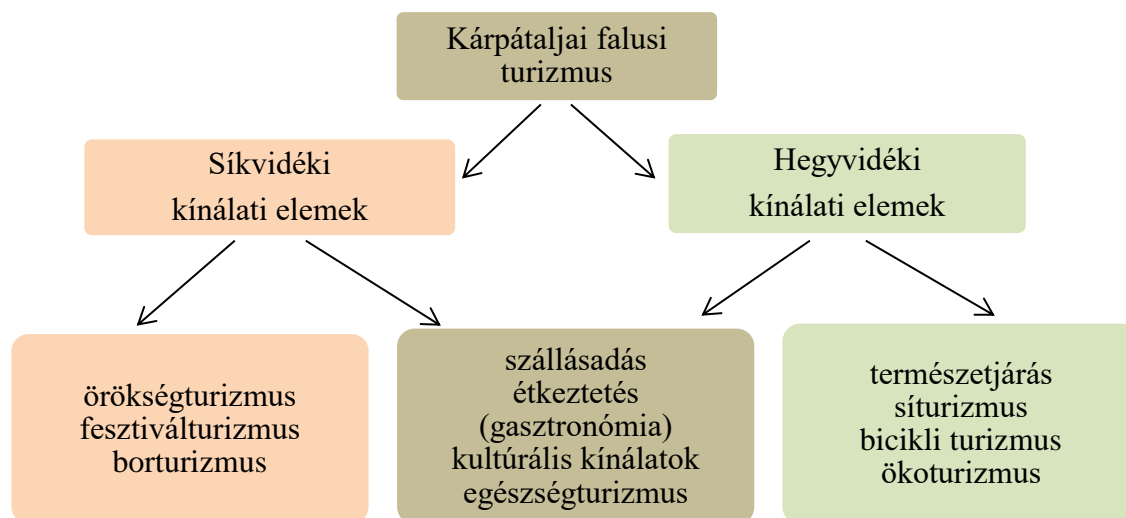 Kárpátaljai falusi
turizmus
Síkvidéki
kínálati elemek
Hegyvidéki
kínálati elemek
örökségturizmus
fesztiválturizmus
borturizmus
szállásadás
étkeztetés
(gasztronómia)
kultúrális kínálatok
egészségturizmus
természetjárás
síturizmus
bicikli turizmus
ökoturizmus